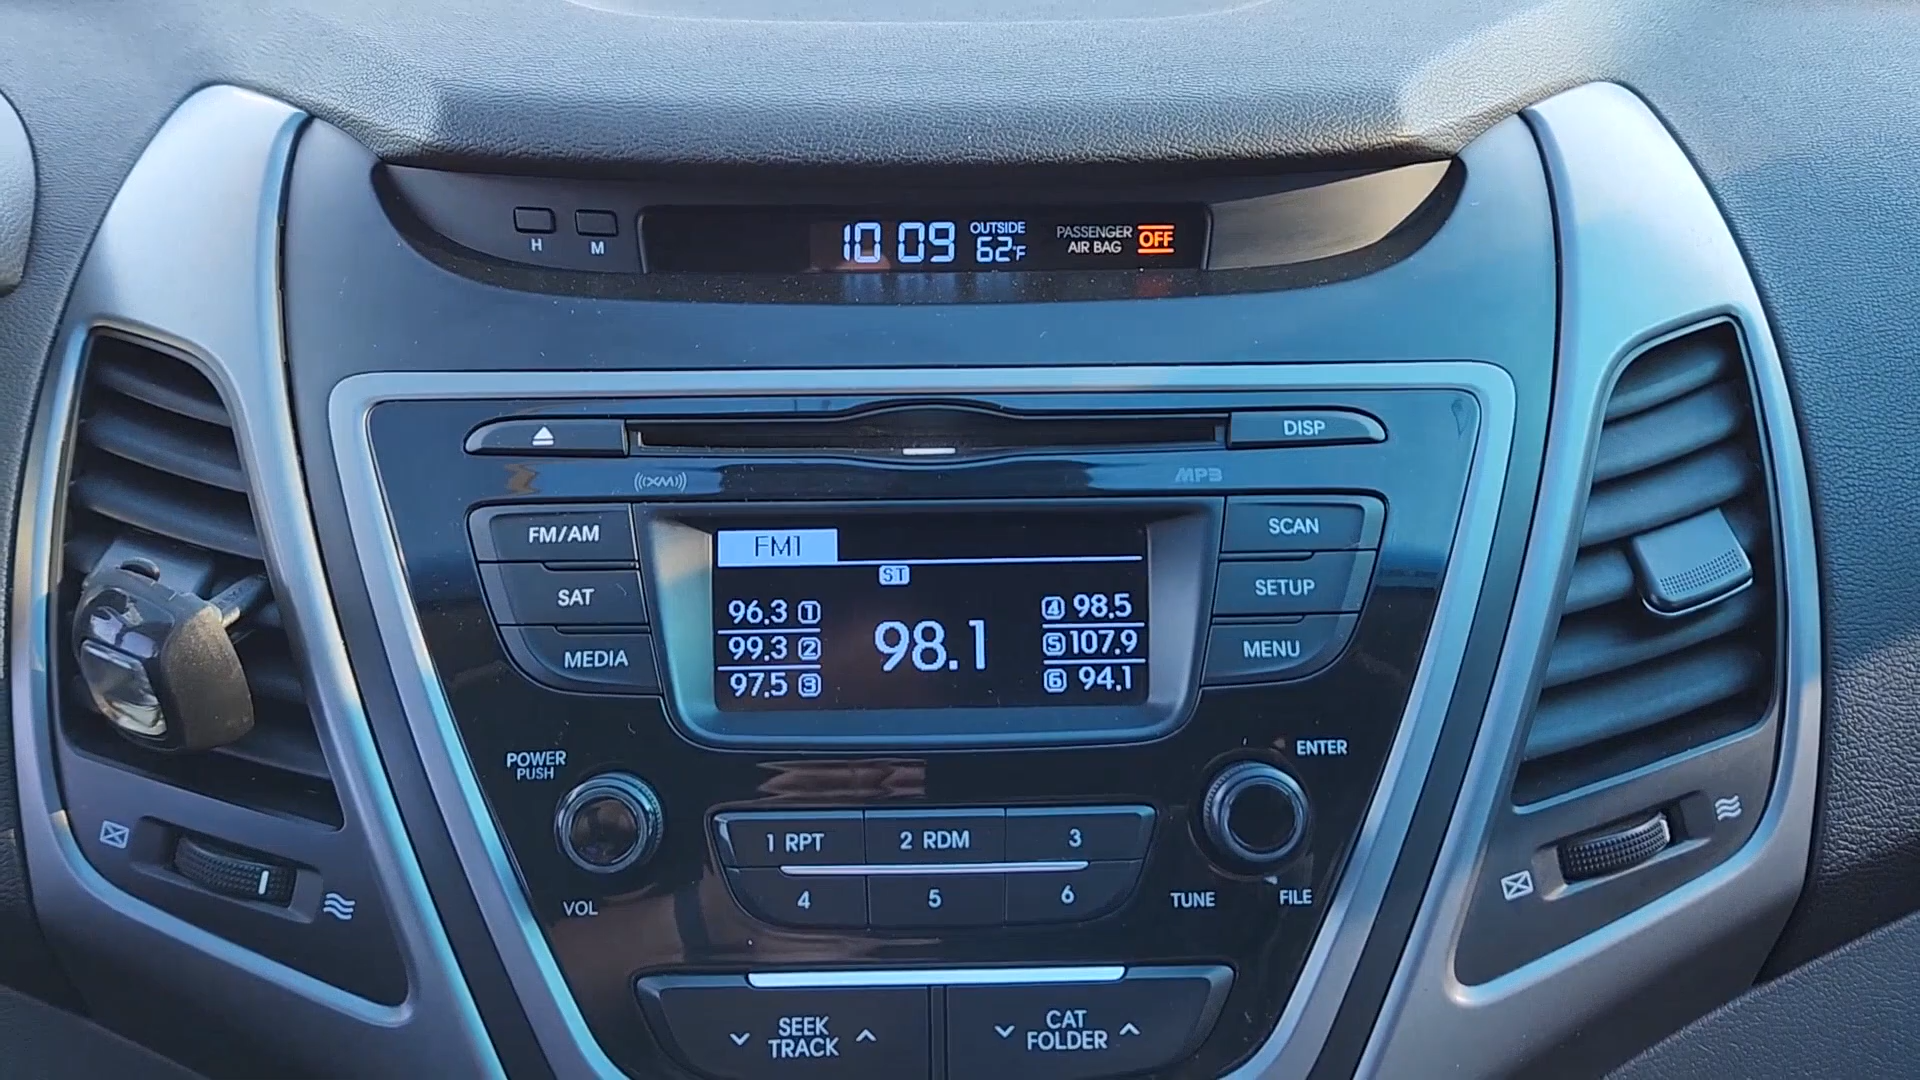 H M 10 09 OUTSIDE 62°F PASSENGER AIR BAG OFF
DISP
((XM)) MP3
FM/AM
SAT
MEDIA
FM1
ST
96.3 1
99.3 2
97.5 3
98.1
4 98.5
5 107.9
6 94.1
SCAN
SETUP
MENU
POWER
PUSH
VOL
1 RPT 2 RDM 3
4 5 6
ENTER
TUNE FILE
SEEK
TRACK
CAT
FOLDER